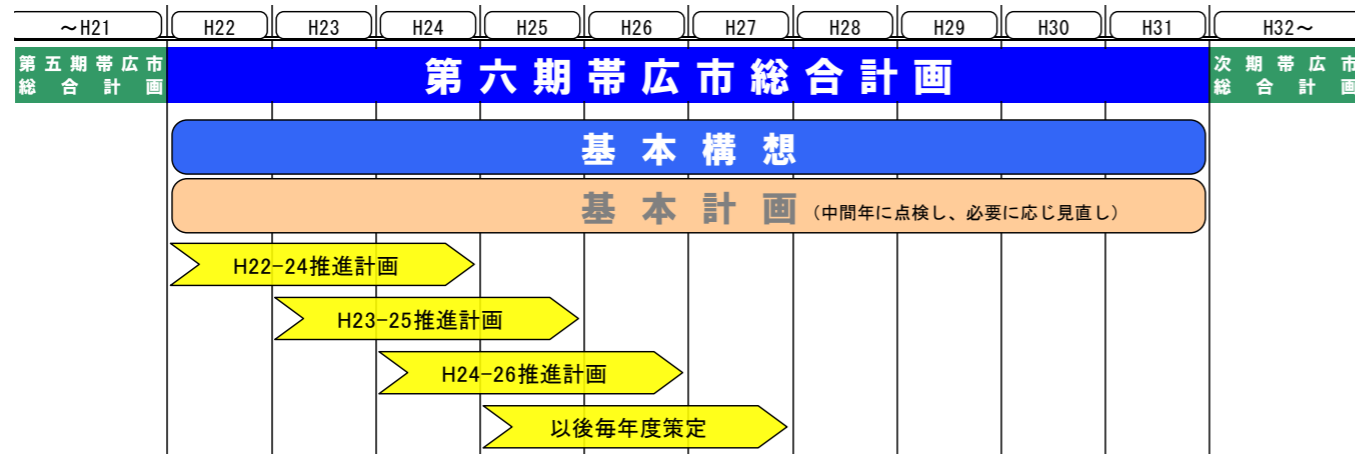 ～H21 H22 H23 H24 H25 H26 H27 H28 H29 H30 H31 H32～
第五期帯広市
総合計画
第六期帯広市総合計画
次期帯広市
総合計画
基本構想
基本計画（中間年に点検し、必要に応じ見直し）
H22-24推進計画
H23-25推進計画
H24-26推進計画
以後毎年度策定